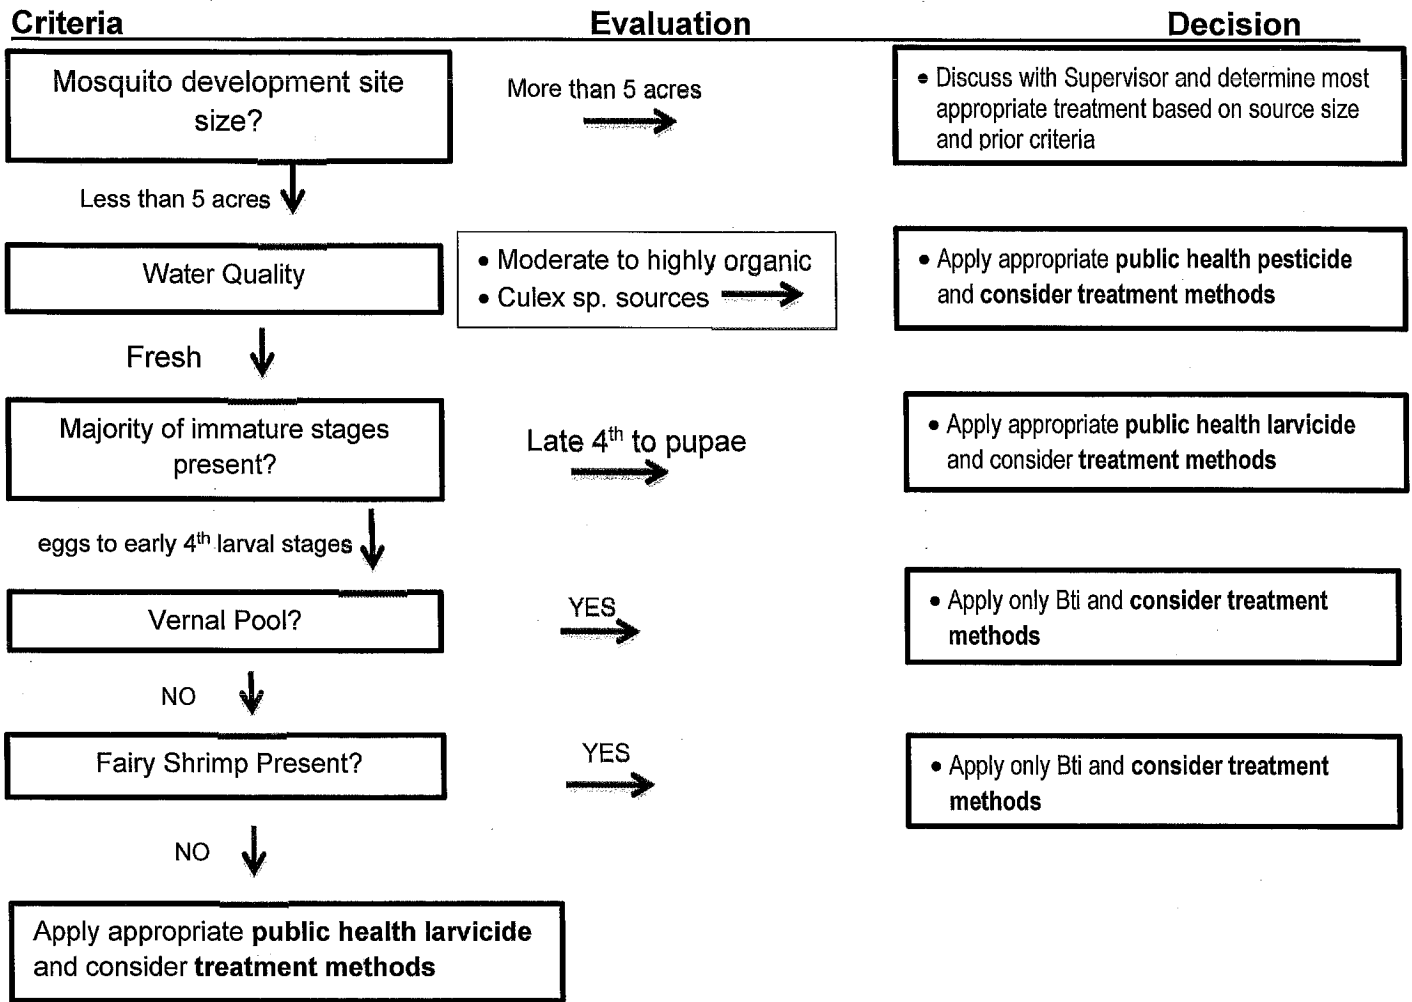 Criteria Evaluation Decision
Mosquito development site
size?
More than 5 acres
• Discuss with Supervisor and determine most
appropriate treatment based on source size
and prior criteria
Less than 5 acres
Water Quality
• Moderate to highly organic
• Culex sp. sources
• Apply appropriate public health pesticide
and consider treatment methods
Fresh
Majority of immature stages
present?
Late 4th to pupae
• Apply appropriate public health larvicide
and consider treatment methods
eggs to early 4th larval stages
Vernal Pool?
YES
• Apply only Bti and consider treatment
methods
NO
Fairy Shrimp Present?
YES
• Apply only Bti and consider treatment
methods
NO
Apply appropriate public health larvicide
and consider treatment methods